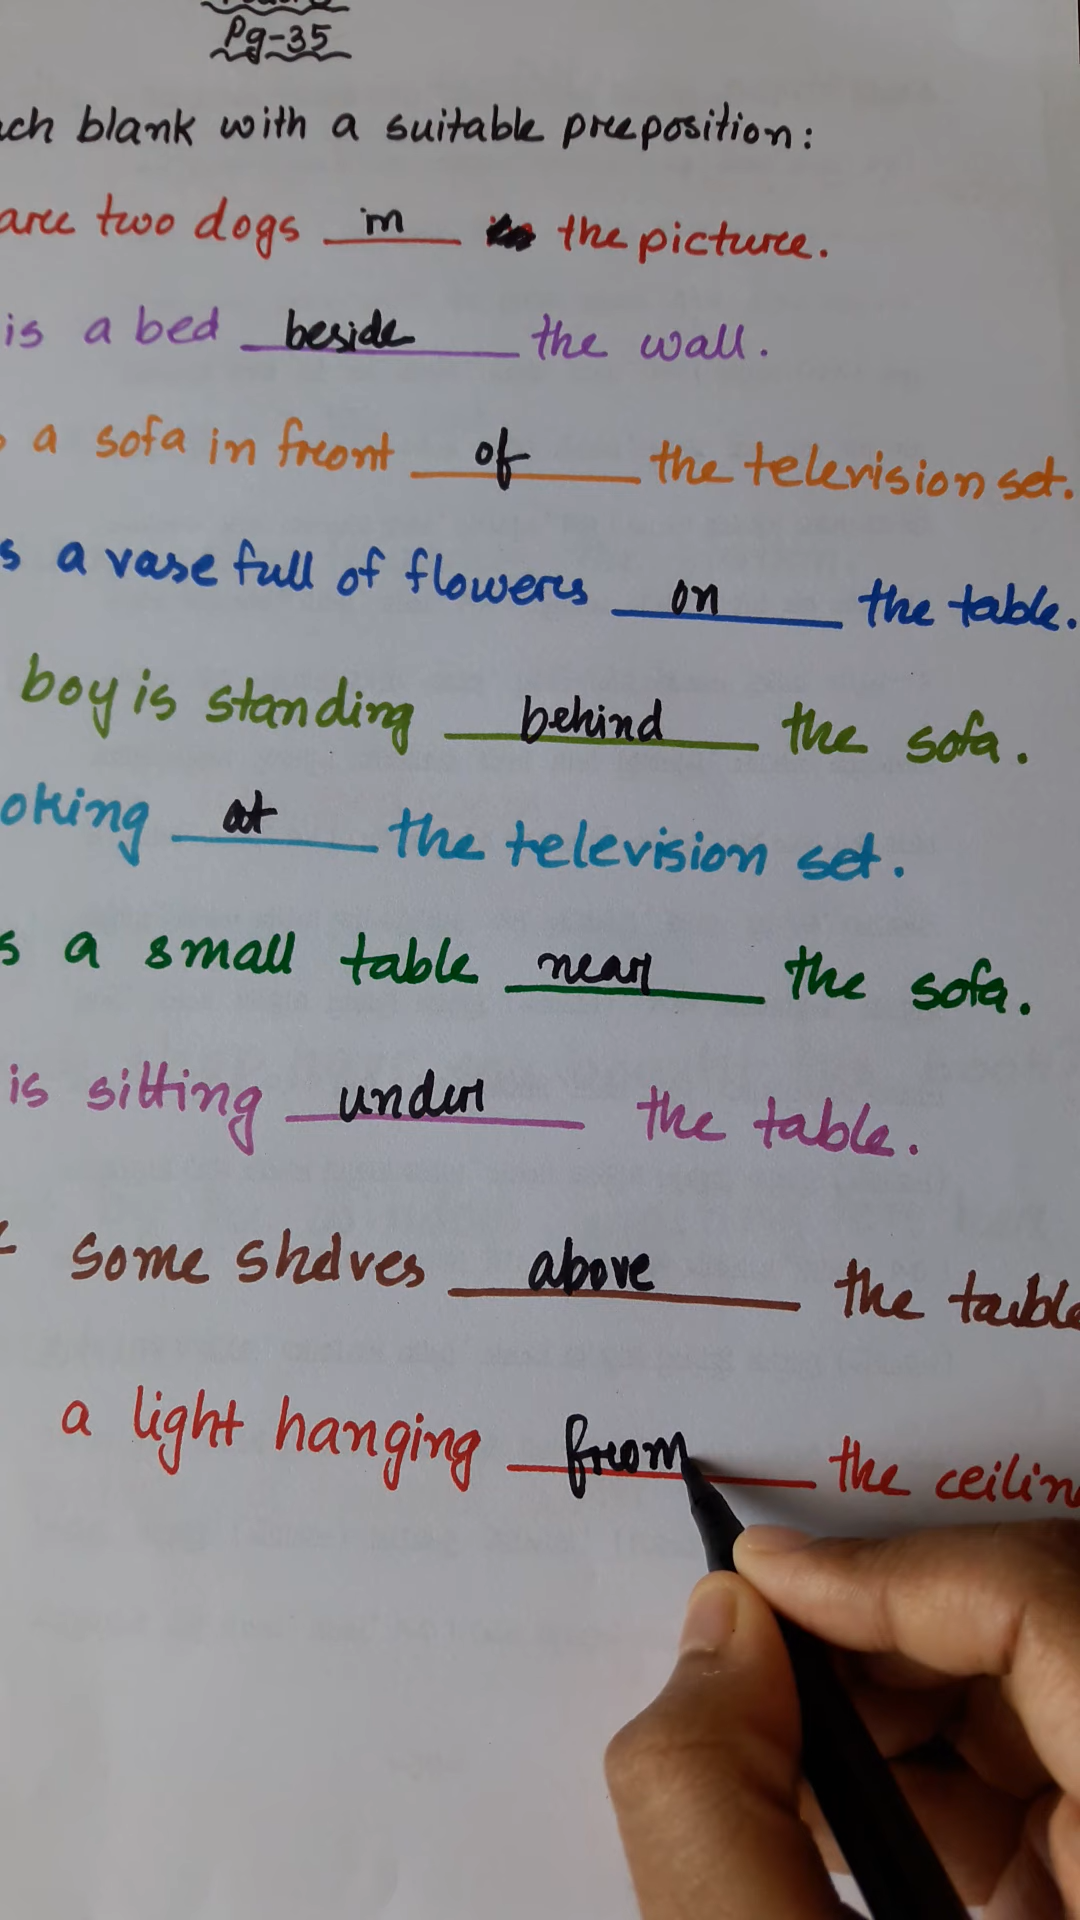 Pg-35
ach blank with a suitable preposition:
are two dogs in the picture.
is a bed beside the wall.
a sofa in front of the television set.
s a vase full of flowers on the table.
boy is standing behind the sofa.
oking at the television set.
s a small table near the sofa.
is sitting under the table.
some shelves above the table
a light hanging from the ceilin